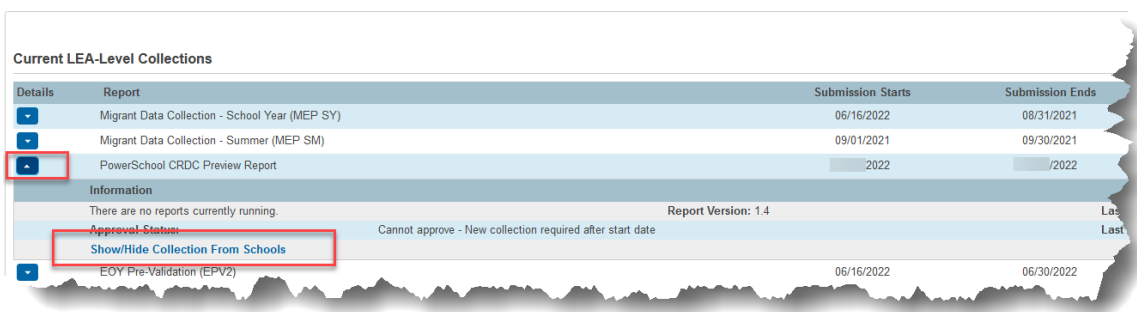 Current LEA-Level Collections
Details Report Submission Starts Submission Ends
Migrant Data Collection - School Year (MEP SY) 06/16/2022 08/31/2021
Migrant Data Collection - Summer (MEP SM) 09/01/2021 09/30/2021
PowerSchool CRDC Preview Report 2022 /2022
Information
There are no reports currently running. Report Version: 1.4 Las
Approval Status: Cannot approve - New collection required after start date Last
Show/Hide Collection From Schools
EOY Pre-Validation (EPV2) 06/16/2022 06/30/2022